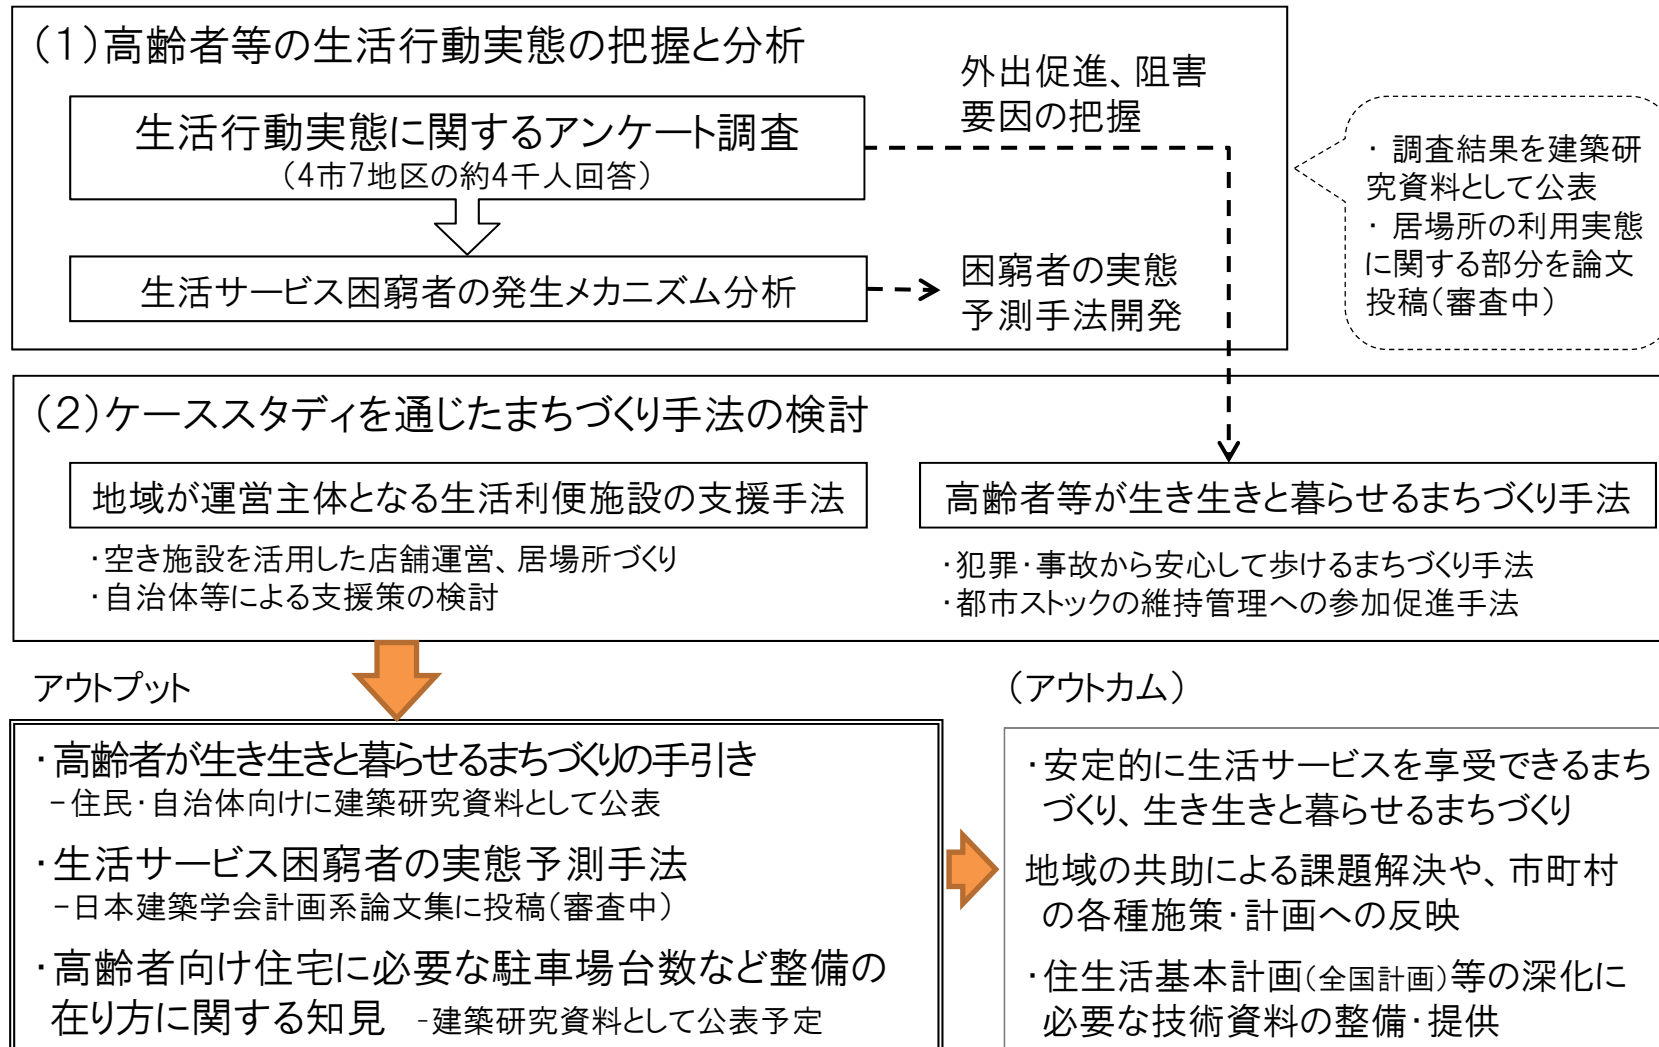 (1)高齢者等の生活行動実態の把握と分析
生活行動実態に関するアンケート調査
(4市7地区の約4千人回答)
外出促進、阻害
要因の把握
生活サービス困窮者の発生メカニズム分析
困窮者の実態
予測手法開発
・ 調査結果を建築研
究資料として公表
・ 居場所の利用実態
に関する部分を論文
投稿(審査中)
(2)ケーススタディを通じたまちづくり手法の検討
地域が運営主体となる生活利便施設の支援手法
・空き施設を活用した店舗運営、居場所づくり
・自治体等による支援策の検討
高齢者等が生き生きと暮らせるまちづくり手法
・犯罪・事故から安心して歩けるまちづくり手法
・都市ストックの維持管理への参加促進手法
アウトプット
・高齢者が生き生きと暮らせるまちづくりの手引き
-住民・自治体向けに建築研究資料として公表
・生活サービス困窮者の実態予測手法
-日本建築学会計画系論文集に投稿(審査中)
・高齢者向け住宅に必要な駐車場台数など整備の
在り方に関する知見 -建築研究資料として公表予定
(アウトカム)
・安定的に生活サービスを享受できるまち
づくり、生き生きと暮らせるまちづくり
地域の共助による課題解決や、市町村
の各種施策・計画への反映
・住生活基本計画(全国計画)等の深化に
必要な技術資料の整備・提供